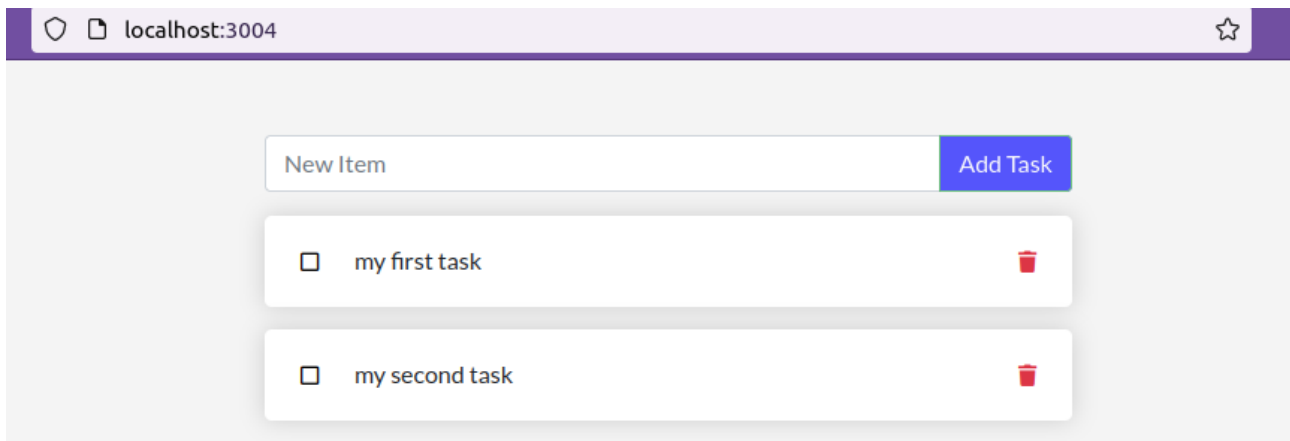 localhost:3004
New Item
Add Task
my first task
my second task